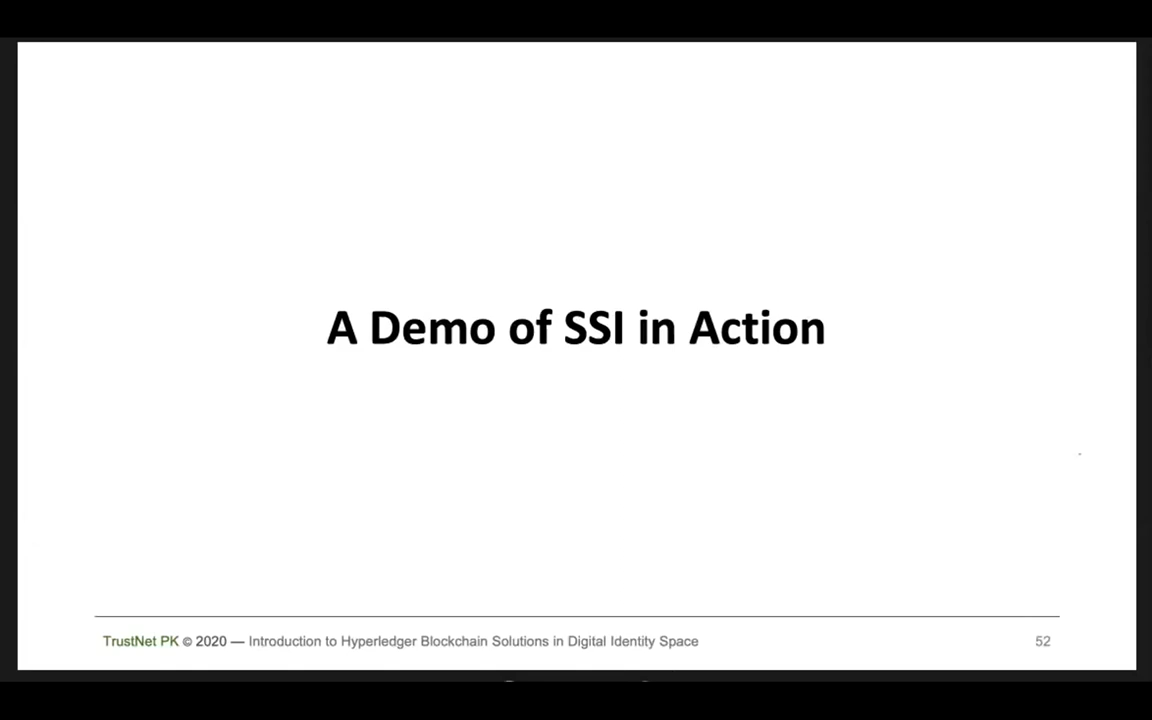 A Demo of SSI in Action
TrustNet PK © 2020 — Introduction to Hyperledger Blockchain Solutions in Digital Identity Space 52